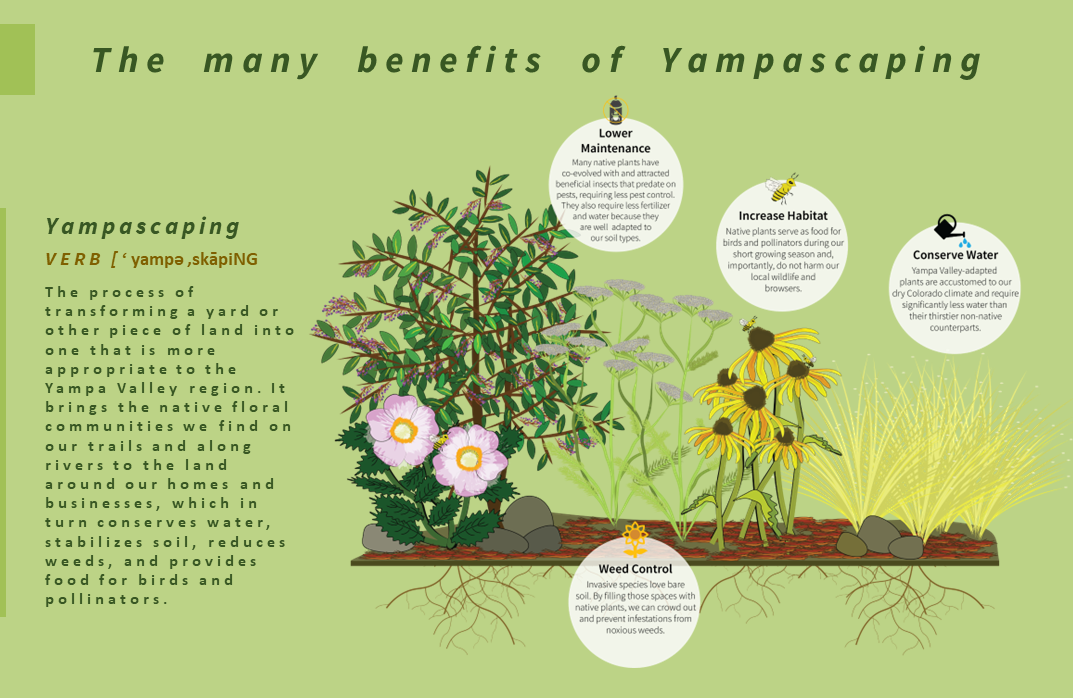 The many benefits of Yampascaping
Yampascaping
VERB [ ‘ yampə ,skāpiNG
The process of
transforming a yard or
other piece of land into
one that is more
appropriate to the
Yampa Valley region. It
brings the native floral
communities we find on
our trails and along
rivers to the land
around our homes and
businesses, which in
turn conserves water,
stabilizes soil, reduces
weeds, and provides
food for birds and
pollinators.
Lower
Maintenance
Many native plants have
co-evolved with and attracted
beneficial insects that predate on
pests, requiring less pest control.
They also require less fertilizer
and water because they
are well adapted to
our soil types.
Increase Habitat
Native plants serve as food for
birds and pollinators during our
short growing season and,
importantly, do not harm our
local wildlife and
browsers.
Conserve Water
Yampa Valley-adapted
plants are accustomed to our
dry Colorado climate and require
significantly less water than
their thirstier non-native
counterparts.
Weed Control
Invasive species love bare
soil. By filling those spaces with
native plants, we can crowd out
and prevent infestations from
noxious weeds.